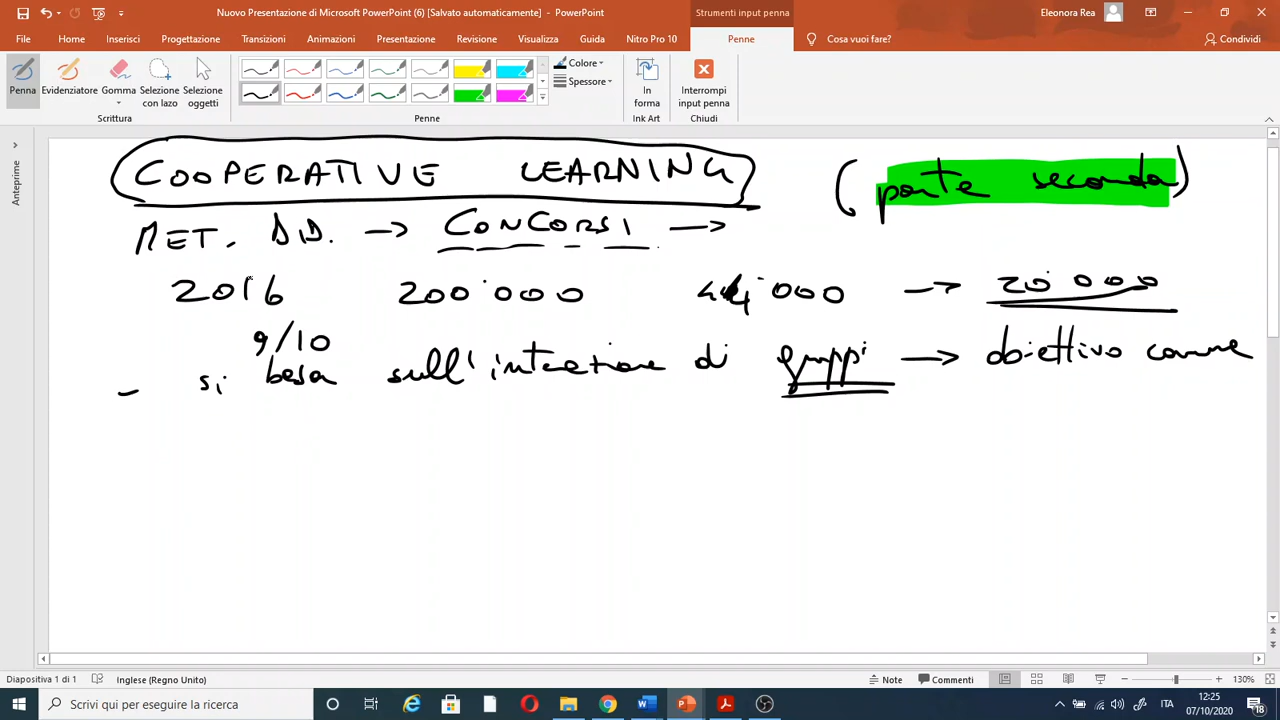 Nuovo Presentazione di Microsoft PowerPoint (6) [Salvato automaticamente] - PowerPoint
Strumenti input penna
Eleonora Rea
File Home Inserisci Progettazione Transizioni Animazioni Presentazione Revisione Visualizza Guida Nitro Pro 10 Penne Cosa vuoi fare? Condividi
Penna Evidenziatore Gomma Selezione con lazo Selezione oggetti
Colore
Spessore
In forma
Interrompi input penna
Scrittura Penne Ink Art Chiudi
Anteprime
COOPERATIVE LEARNING (parte seconda)
MET. DID. → CONCORSI →
2016 200'000 '000 → 20'000
9/10
- si basa sull'interazione di gruppi → obiettivo comune
Diapositiva 1 di 1 Inglese (Regno Unito) Note Commenti 130%
Scrivi qui per eseguire la ricerca
ITA
12:25
07/10/2020